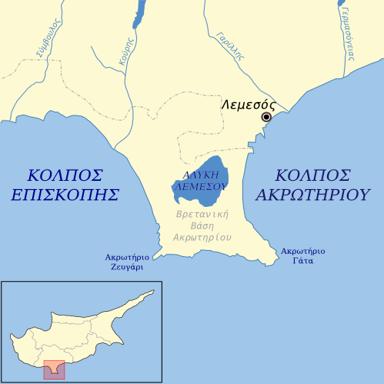 Σύμβουλος
Κούρης
Γαρύλλης
Γερμασόγειας
Λεμεσός
ΚΟΛΠΟΣ
ΕΠΙΣΚΟΠΗΣ
ΑΛΥΚΗ
ΛΕΜΕΣΟΥ
ΚΟΛΠΟΣ
ΑΚΡΩΤΗΡΙΟΥ
Βρετανική
Βάση
Ακρωτηρίου
Ακρωτήριο
Ζευγάρι
Ακρωτήριο
Γάτα